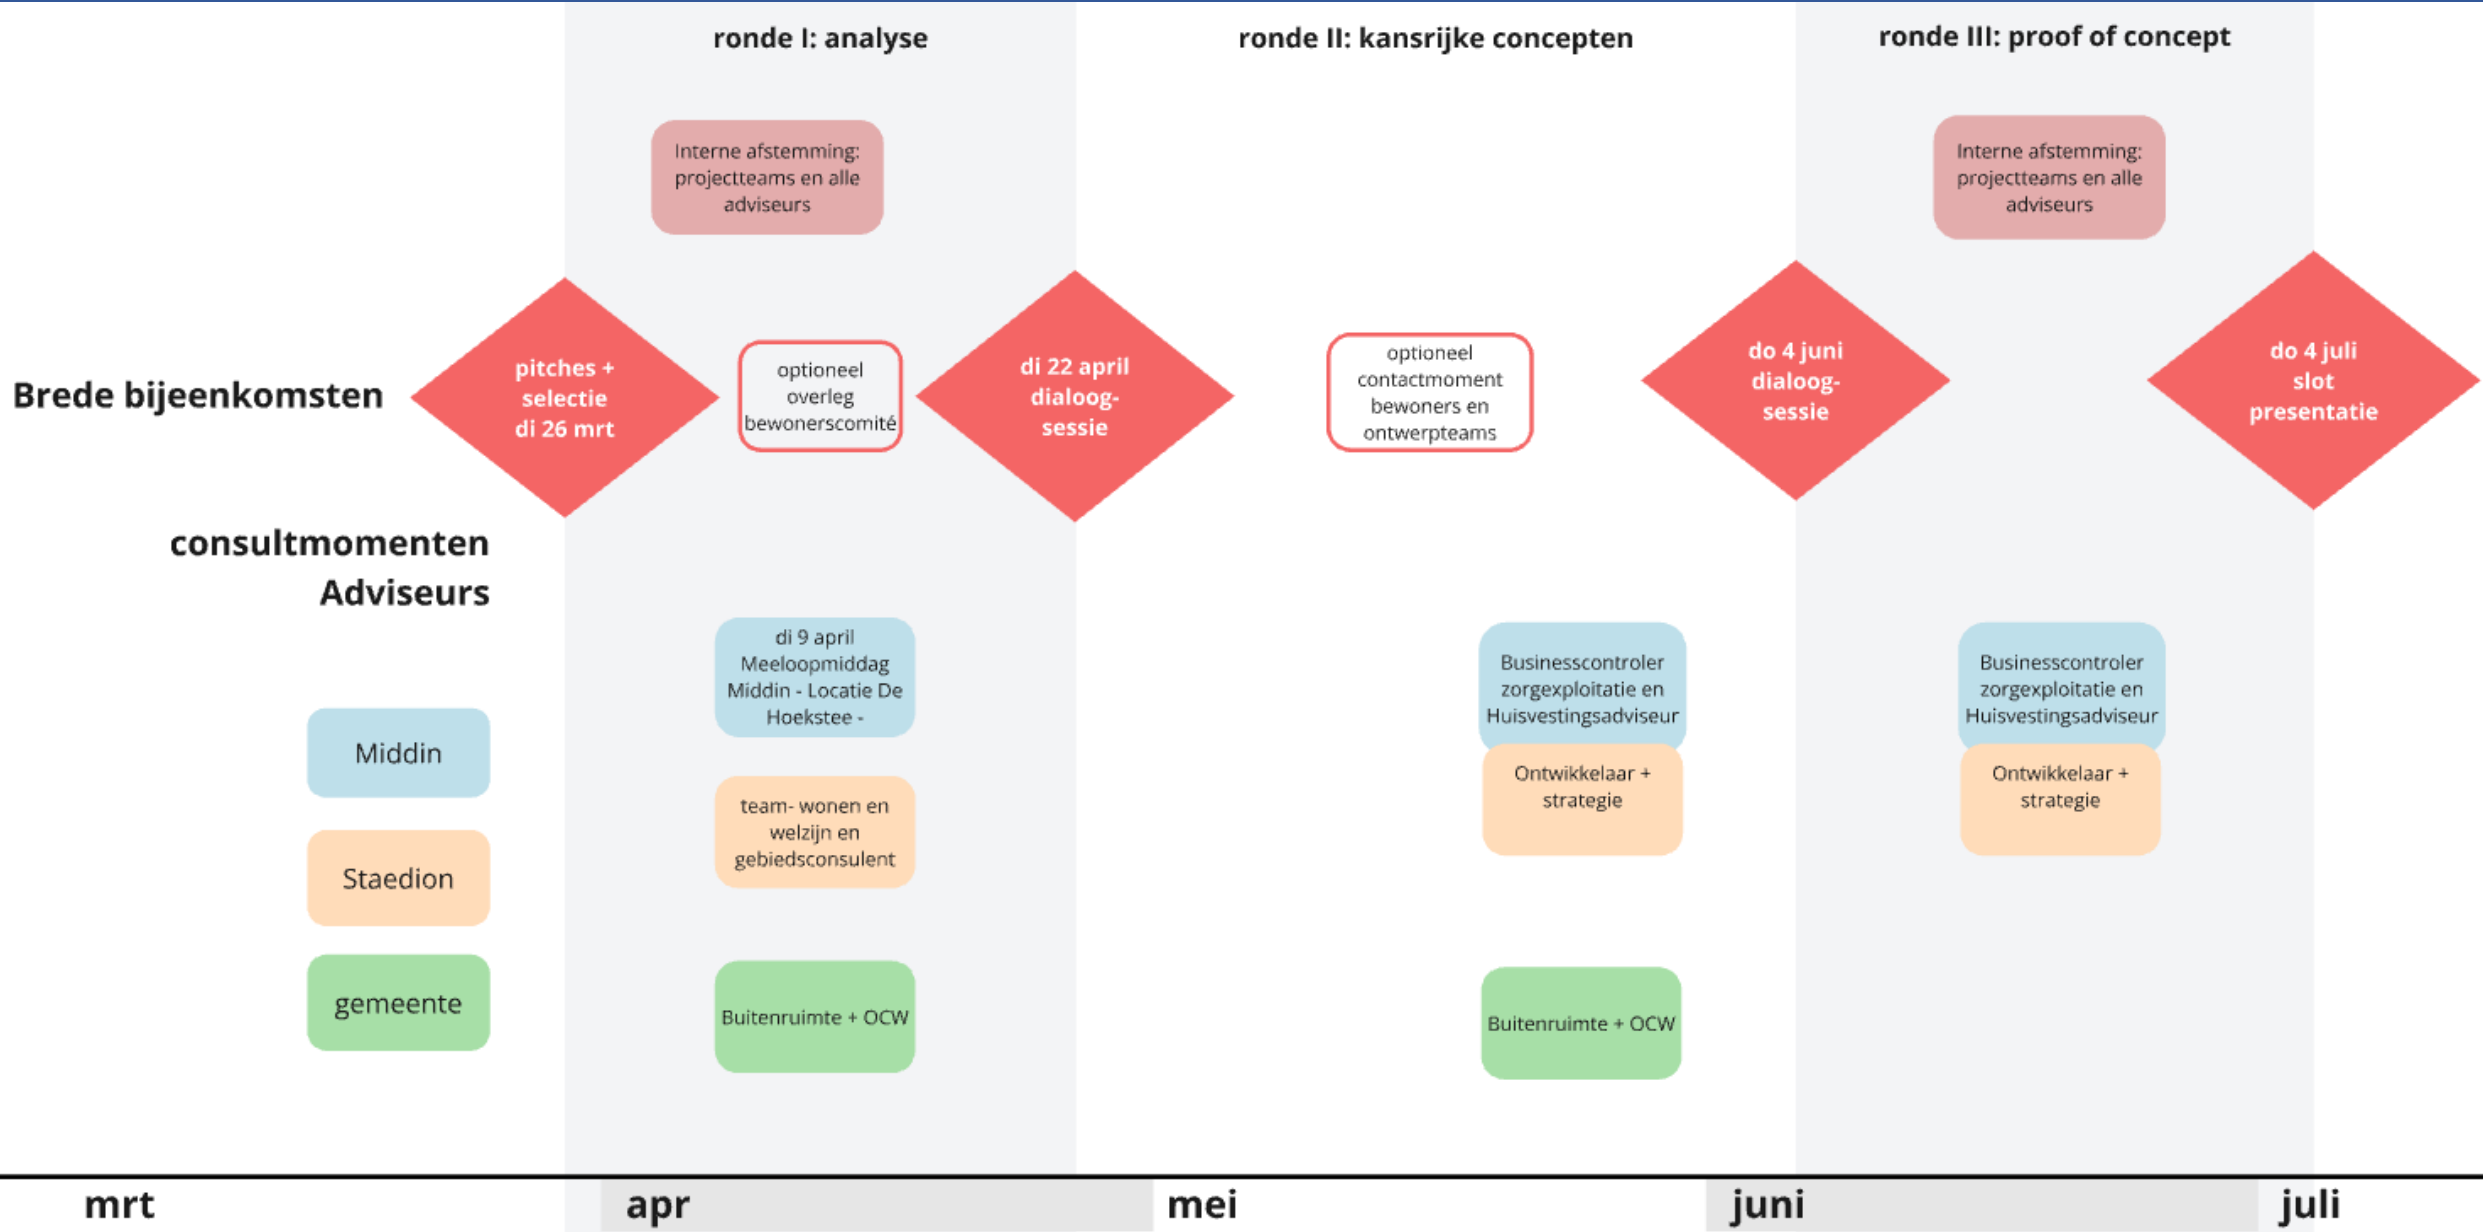 ronde I: analyse
ronde II: kansrijke concepten
ronde III: proof of concept
Interne afstemming:
projectteams en alle
adviseurs
Interne afstemming:
projectteams en alle
adviseurs
Brede bijeenkomsten
pitches +
selectie
di 26 mrt
optioneel
overleg
bewonerscomité
di 22 april
dialoog-
sessie
optioneel
contactmoment
bewoners en
ontwerpteams
do 4 juni
dialoog-
sessie
do 4 juli
slot
presentatie
consultmomenten
Adviseurs
Middin
di 9 april
Meeloopmiddag
Middin - Locatie De
Hoekstee -
Businesscontroler
zorgexploitatie en
Huisvestingsadviseur
Businesscontroler
zorgexploitatie en
Huisvestingsadviseur
Staedion
team- wonen en
welzijn en
gebiedsconsulent
Ontwikkelaar +
strategie
Ontwikkelaar +
strategie
gemeente
Buitenruimte + OCW
Buitenruimte + OCW
mrt
apr
mei
juni
juli